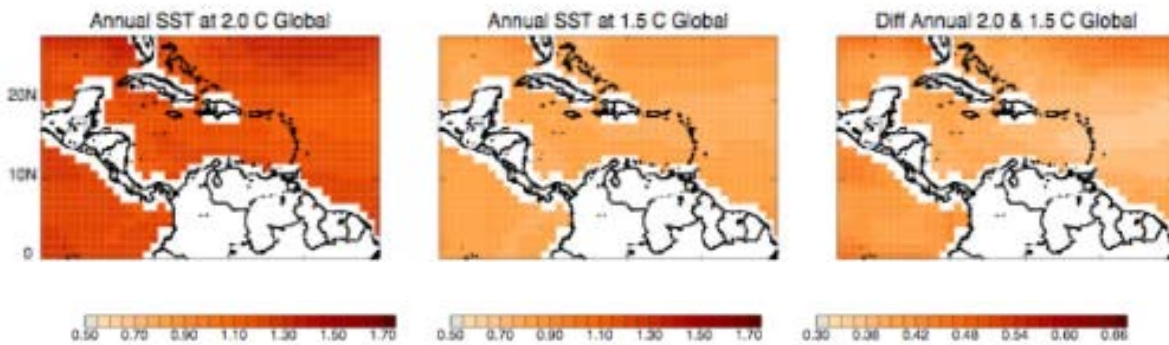 Annual SST at 2.0 C Global
Annual SST at 1.5 C Global
Diff Annual 2.0 & 1.5 C Global
20N
10N
0
0.50 0.70 0.90 1.10 1.30 1.50 1.70
0.50 0.70 0.90 1.10 1.30 1.50 1.70
0.30 0.36 0.42 0.48 0.54 0.60 0.66